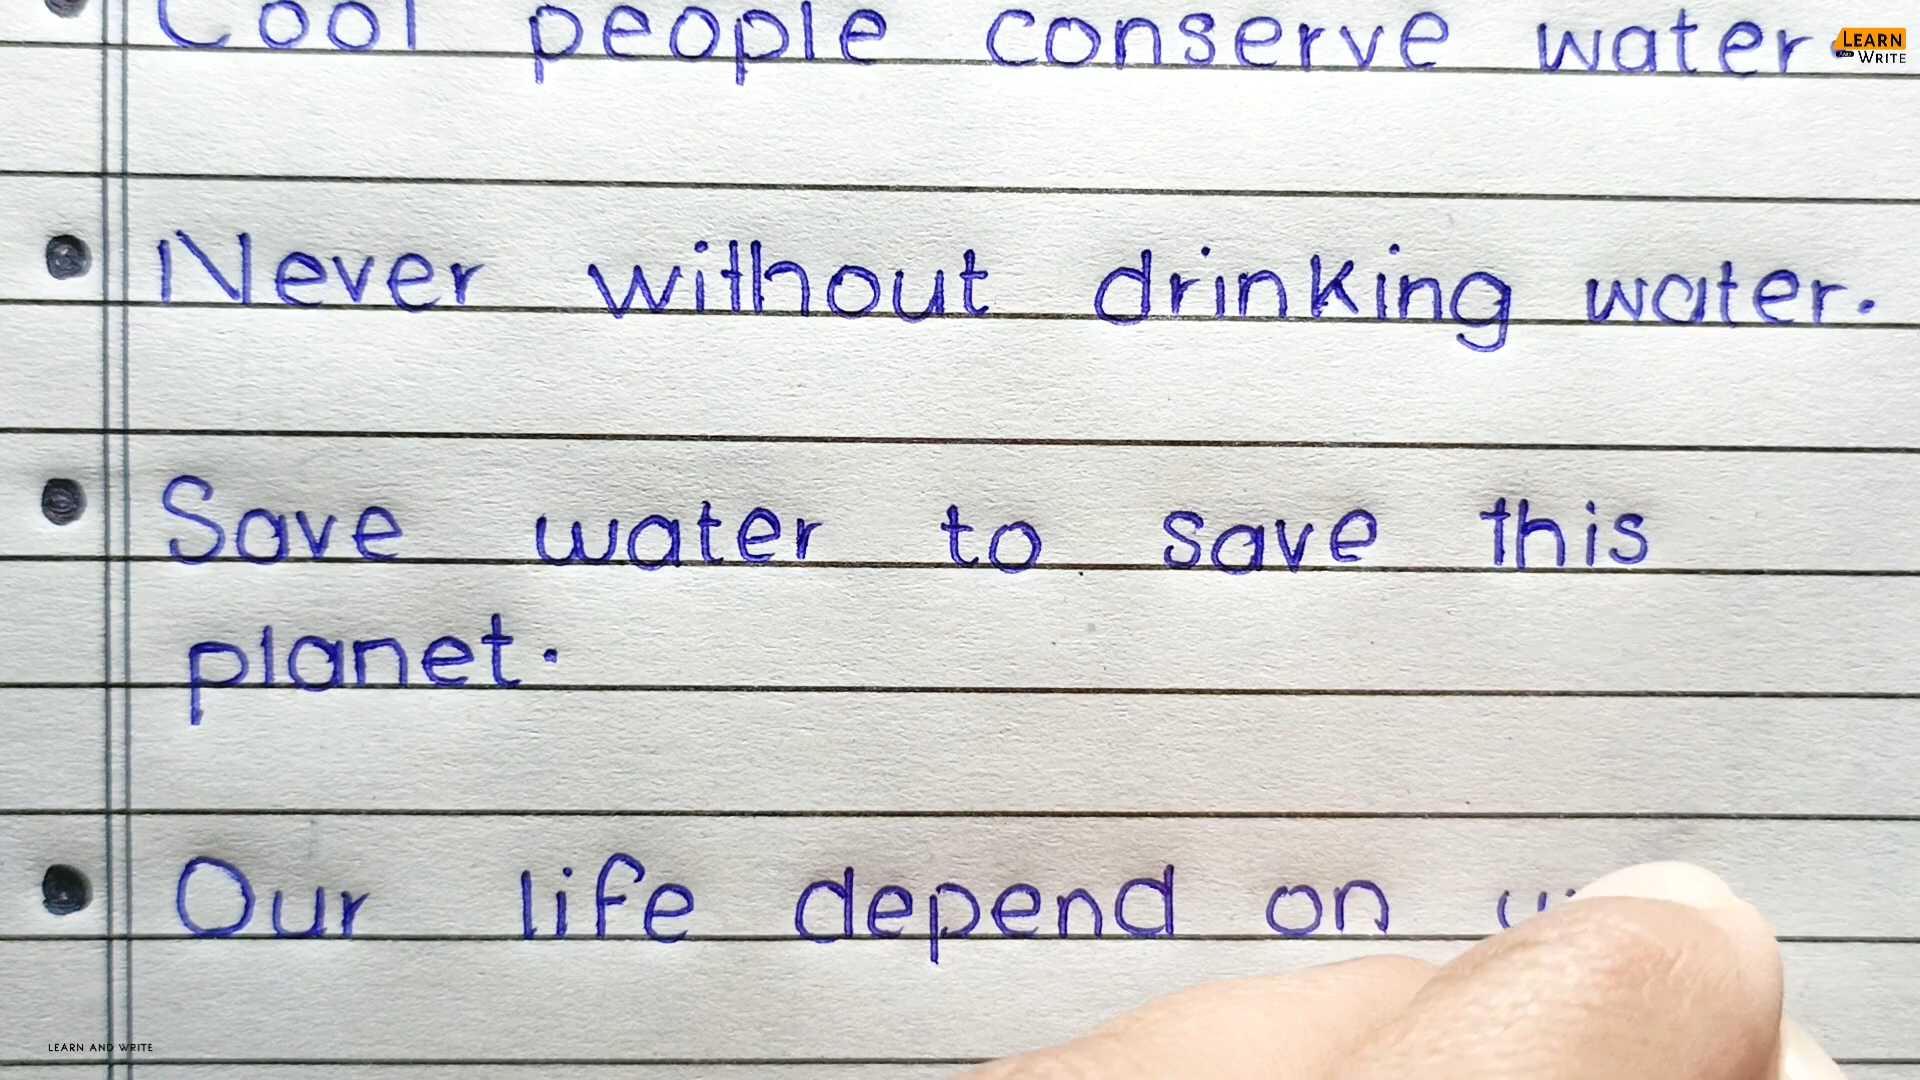 Cool people conserve water.
LEARN
AND WRITE
Never without drinking water.
Save water to save this
planet.
Our life depend on
LEARN AND WRITE